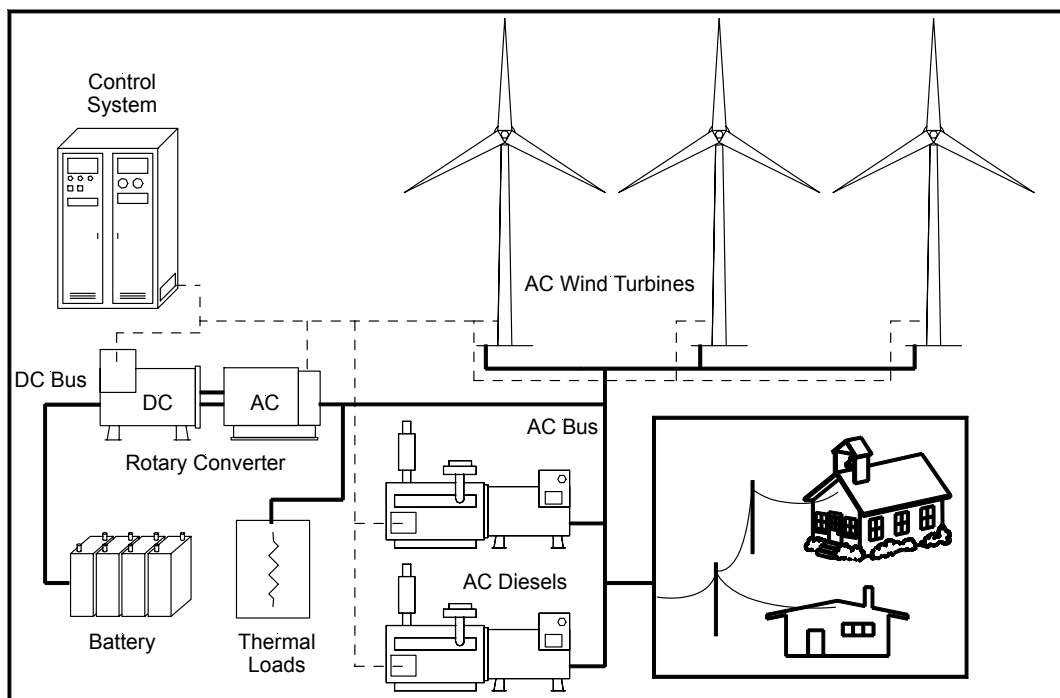 Control
System
AC Wind Turbines
DC Bus
DC
AC
AC Bus
Rotary Converter
AC Diesels
Battery
Thermal
Loads